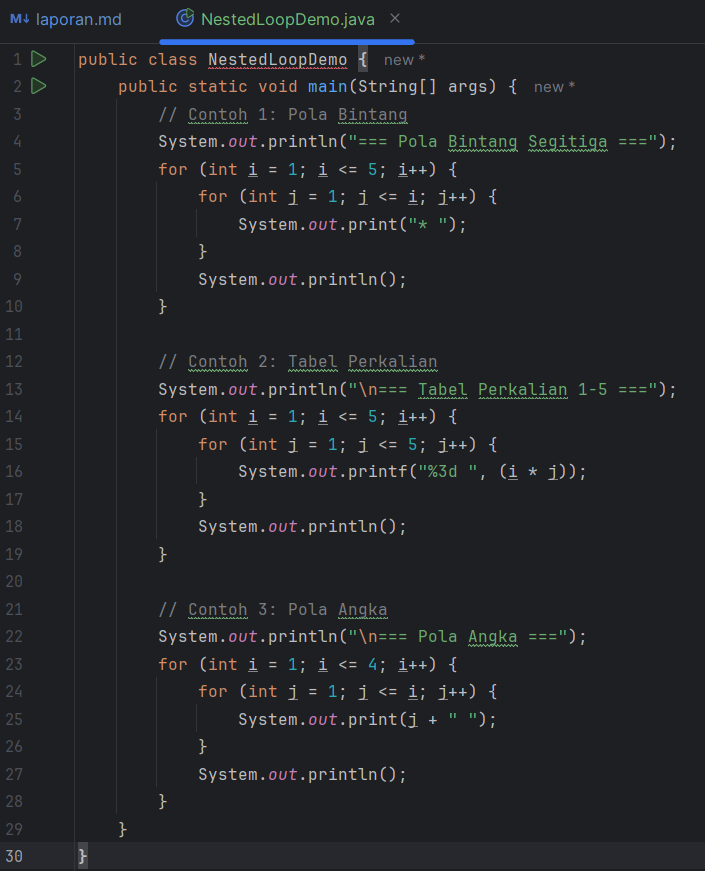 M↓ laporan.md NestedLoopDemo.java ×
1 public class NestedLoopDemo { new *
2 public static void main(String[] args) { new *
3 // Contoh 1: Pola Bintang
4 System.out.println("=== Pola Bintang Segitiga ===");
5 for (int i = 1; i <= 5; i++) {
6 for (int j = 1; j <= i; j++) {
7 System.out.print("* ");
8 }
9 System.out.println();
10 }
11
12 // Contoh 2: Tabel Perkalian
13 System.out.println("\n=== Tabel Perkalian 1-5 ===");
14 for (int i = 1; i <= 5; i++) {
15 for (int j = 1; j <= 5; j++) {
16 System.out.printf("%3d ", (i * j));
17 }
18 System.out.println();
19 }
20
21 // Contoh 3: Pola Angka
22 System.out.println("\n=== Pola Angka ===");
23 for (int i = 1; i <= 4; i++) {
24 for (int j = 1; j <= i; j++) {
25 System.out.print(j + " ");
26 }
27 System.out.println();
28 }
29 }
30 }